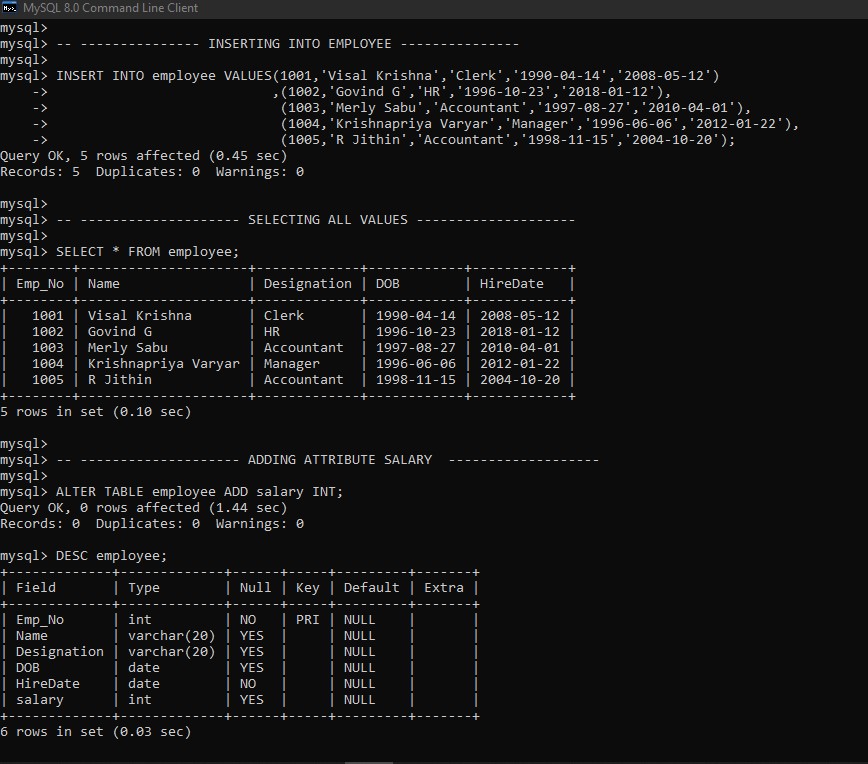 MySQL 8.0 Command Line Client
mysql>
mysql> -- --------------- INSERTING INTO EMPLOYEE ---------------
mysql>
mysql> INSERT INTO employee VALUES(1001,'Visal Krishna','Clerk','1990-04-14','2008-05-12')
    ->                            ,(1002,'Govind G','HR','1996-10-23','2018-01-12'),
    ->                             (1003,'Merly Sabu','Accountant','1997-08-27','2010-04-01'),
    ->                             (1004,'Krishnapriya Varyar','Manager','1996-06-06','2012-01-22'),
    ->                             (1005,'R Jithin','Accountant','1998-11-15','2004-10-20');
Query OK, 5 rows affected (0.45 sec)
Records: 5  Duplicates: 0  Warnings: 0
mysql>
mysql> -- -------------------- SELECTING ALL VALUES --------------------
mysql>
mysql> SELECT * FROM employee;
+--------+---------------------+-------------+------------+------------+
| Emp_No | Name                | Designation | DOB        | HireDate   |
+--------+---------------------+-------------+------------+------------+
|   1001 | Visal Krishna       | Clerk       | 1990-04-14 | 2008-05-12 |
|   1002 | Govind G            | HR          | 1996-10-23 | 2018-01-12 |
|   1003 | Merly Sabu          | Accountant  | 1997-08-27 | 2010-04-01 |
|   1004 | Krishnapriya Varyar | Manager     | 1996-06-06 | 2012-01-22 |
|   1005 | R Jithin            | Accountant  | 1998-11-15 | 2004-10-20 |
+--------+---------------------+-------------+------------+------------+
5 rows in set (0.10 sec)
mysql>
mysql> -- -------------------- ADDING ATTRIBUTE SALARY  -------------------
mysql>
mysql> ALTER TABLE employee ADD salary INT;
Query OK, 0 rows affected (1.44 sec)
Records: 0  Duplicates: 0  Warnings: 0
mysql> DESC employee;
+-------------+-------------+------+-----+---------+-------+
| Field       | Type        | Null | Key | Default | Extra |
+-------------+-------------+------+-----+---------+-------+
| Emp_No      | int         | NO   | PRI | NULL    |       |
| Name        | varchar(20) | YES  |     | NULL    |       |
| Designation | varchar(20) | YES  |     | NULL    |       |
| DOB         | date        | YES  |     | NULL    |       |
| HireDate    | date        | NO   |     | NULL    |       |
| salary      | int         | YES  |     | NULL    |       |
+-------------+-------------+------+-----+---------+-------+
6 rows in set (0.03 sec)